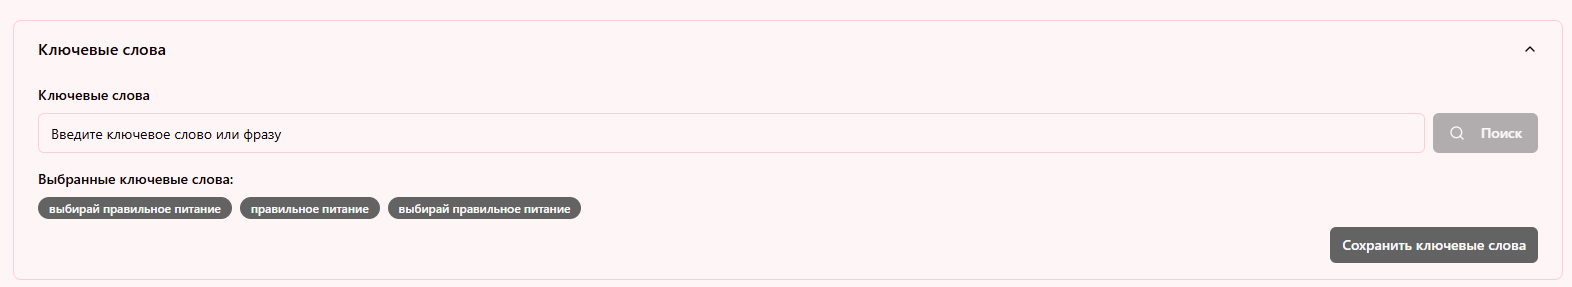 Ключевые слова
Ключевые слова
Введите ключевое слово или фразу
Поиск
Выбранные ключевые слова:
выбирай правильное питание правильное питание выбирай правильное питание
Сохранить ключевые слова